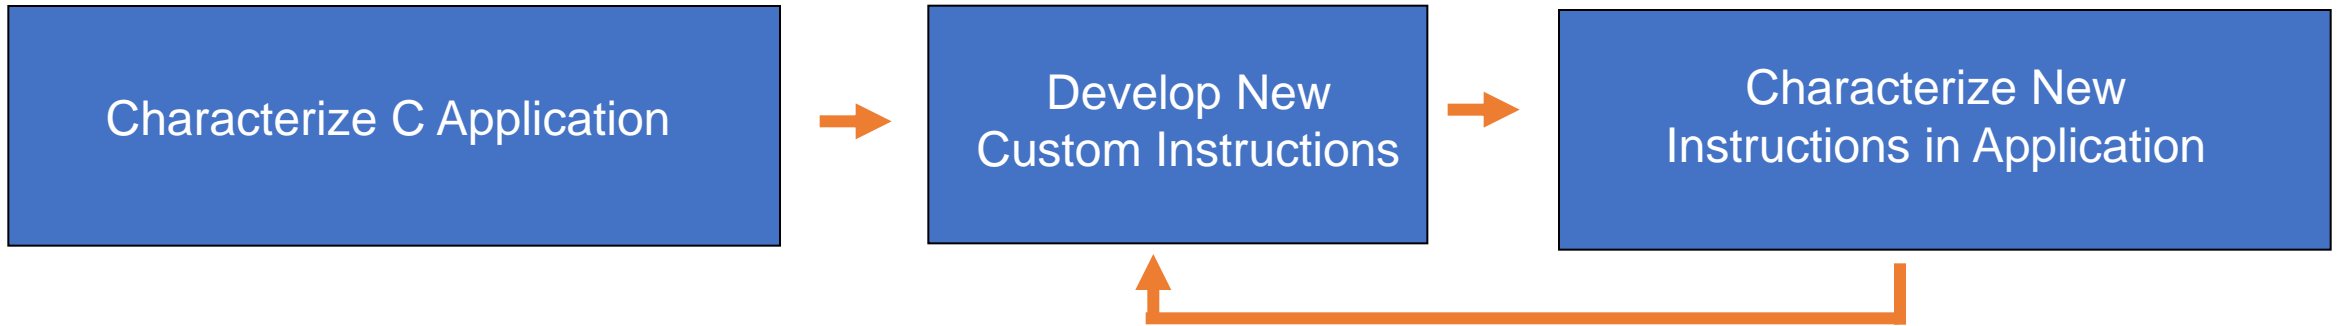 Characterize C Application
Develop New
Custom Instructions
Characterize New
Instructions in Application